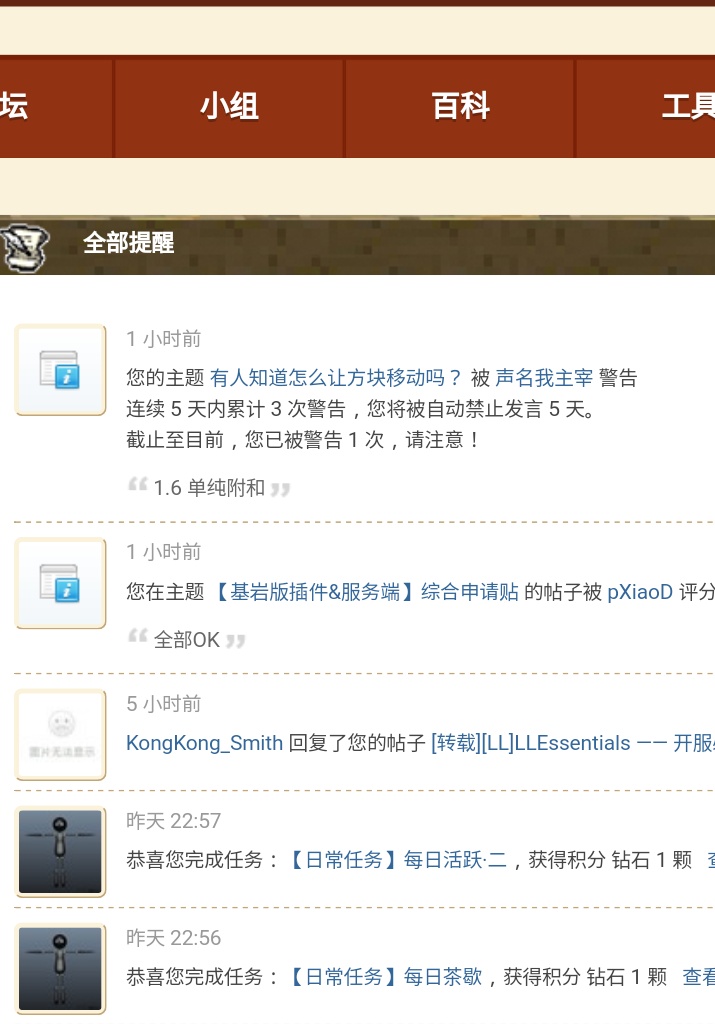 坛 小组 百科 工具
全部提醒
1 小时前
您的主题 有人知道怎么让方块移动吗？ 被 声名我主宰 警告
连续 5 天内累计 3 次警告，您将被自动禁止发言 5 天。
截止至目前，您已被警告 1 次，请注意！
“ 1.6 单纯附和 ”
1 小时前
您在主题 【基岩版插件&服务端】综合申请贴 的帖子被 pXiaoD 评分
“ 全部OK ”
5 小时前
图片无法显示
KongKong_Smith 回复了您的帖子 [转载][LL]LLEssentials —— 开服
昨天 22:57
恭喜您完成任务：【日常任务】每日活跃·二，获得积分 钻石 1 颗
昨天 22:56
恭喜您完成任务：【日常任务】每日茶歇，获得积分 钻石 1 颗 查看